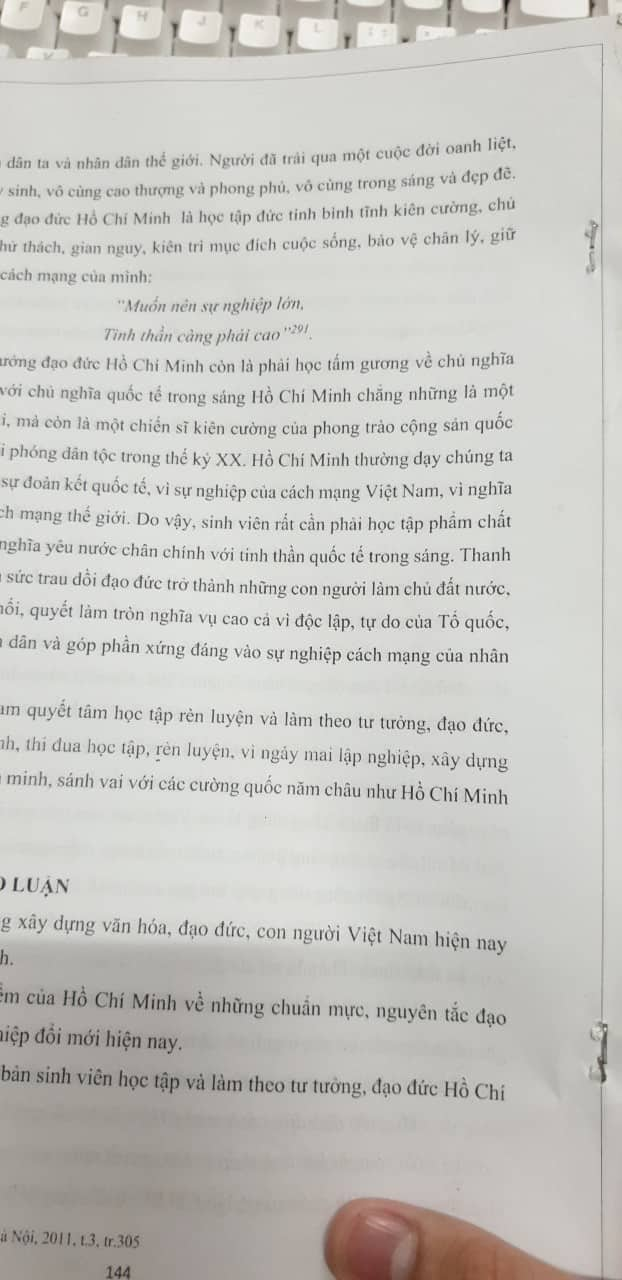 F G H J K L
dân ta và nhân dân thế giới. Người đã trải qua một cuộc đời oanh liệt,
sinh, vô cùng cao thượng và phong phú, vô cùng trong sáng và đẹp đẽ.
g đạo đức Hồ Chí Minh là học tập đức tính bình tĩnh kiên cường, chủ
hử thách, gian nguy, kiên trì mục đích cuộc sống, bảo vệ chân lý, giữ
cách mạng của mình:
"Muốn nên sự nghiệp lớn,
Tinh thần càng phải cao"291.
ưởng đạo đức Hồ Chí Minh còn là phải học tấm gương về chủ nghĩa
với chủ nghĩa quốc tế trong sáng Hồ Chí Minh chẳng những là một
i, mà còn là một chiến sĩ kiên cường của phong trào cộng sản quốc
i phóng dân tộc trong thế kỷ XX. Hồ Chí Minh thường dạy chúng ta
sự đoàn kết quốc tế, vì sự nghiệp của cách mạng Việt Nam, vì nghĩa
ch mạng thế giới. Do vậy, sinh viên rất cần phải học tập phẩm chất
nghĩa yêu nước chân chính với tinh thần quốc tế trong sáng. Thanh
sức trau dồi đạo đức trở thành những con người làm chủ đất nước,
nối, quyết làm tròn nghĩa vụ cao cả vì độc lập, tự do của Tổ quốc,
dân và góp phần xứng đáng vào sự nghiệp cách mạng của nhân
am quyết tâm học tập rèn luyện và làm theo tư tưởng, đạo đức,
nh, thi đua học tập, rèn luyện, vì ngày mai lập nghiệp, xây dựng
minh, sánh vai với các cường quốc năm châu như Hồ Chí Minh
O LUẬN
g xây dựng văn hóa, đạo đức, con người Việt Nam hiện nay
h.
ểm của Hồ Chí Minh về những chuẩn mực, nguyên tắc đạo
hiệp đổi mới hiện nay.
bản sinh viên học tập và làm theo tư tưởng, đạo đức Hồ Chí
à Nội, 2011, t.3, tr.305
144